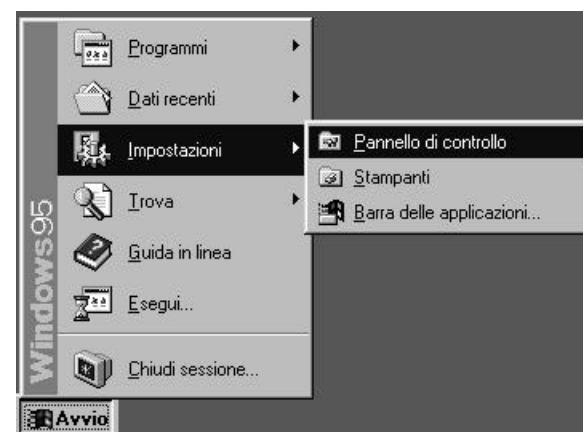 Programmi
Dati recenti
Impostazioni
Pannello di controllo
Stampanti
Barra delle applicazioni...
Trova
Guida in linea
Esegui...
Chiudi sessione...
Windows95
Avvio